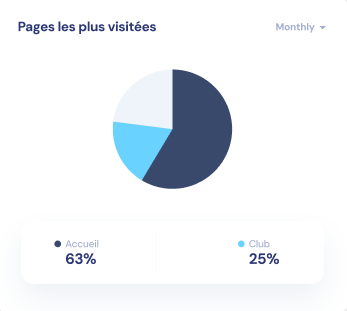 Pages les plus visitées
Monthly
Accueil
63%
Club
25%